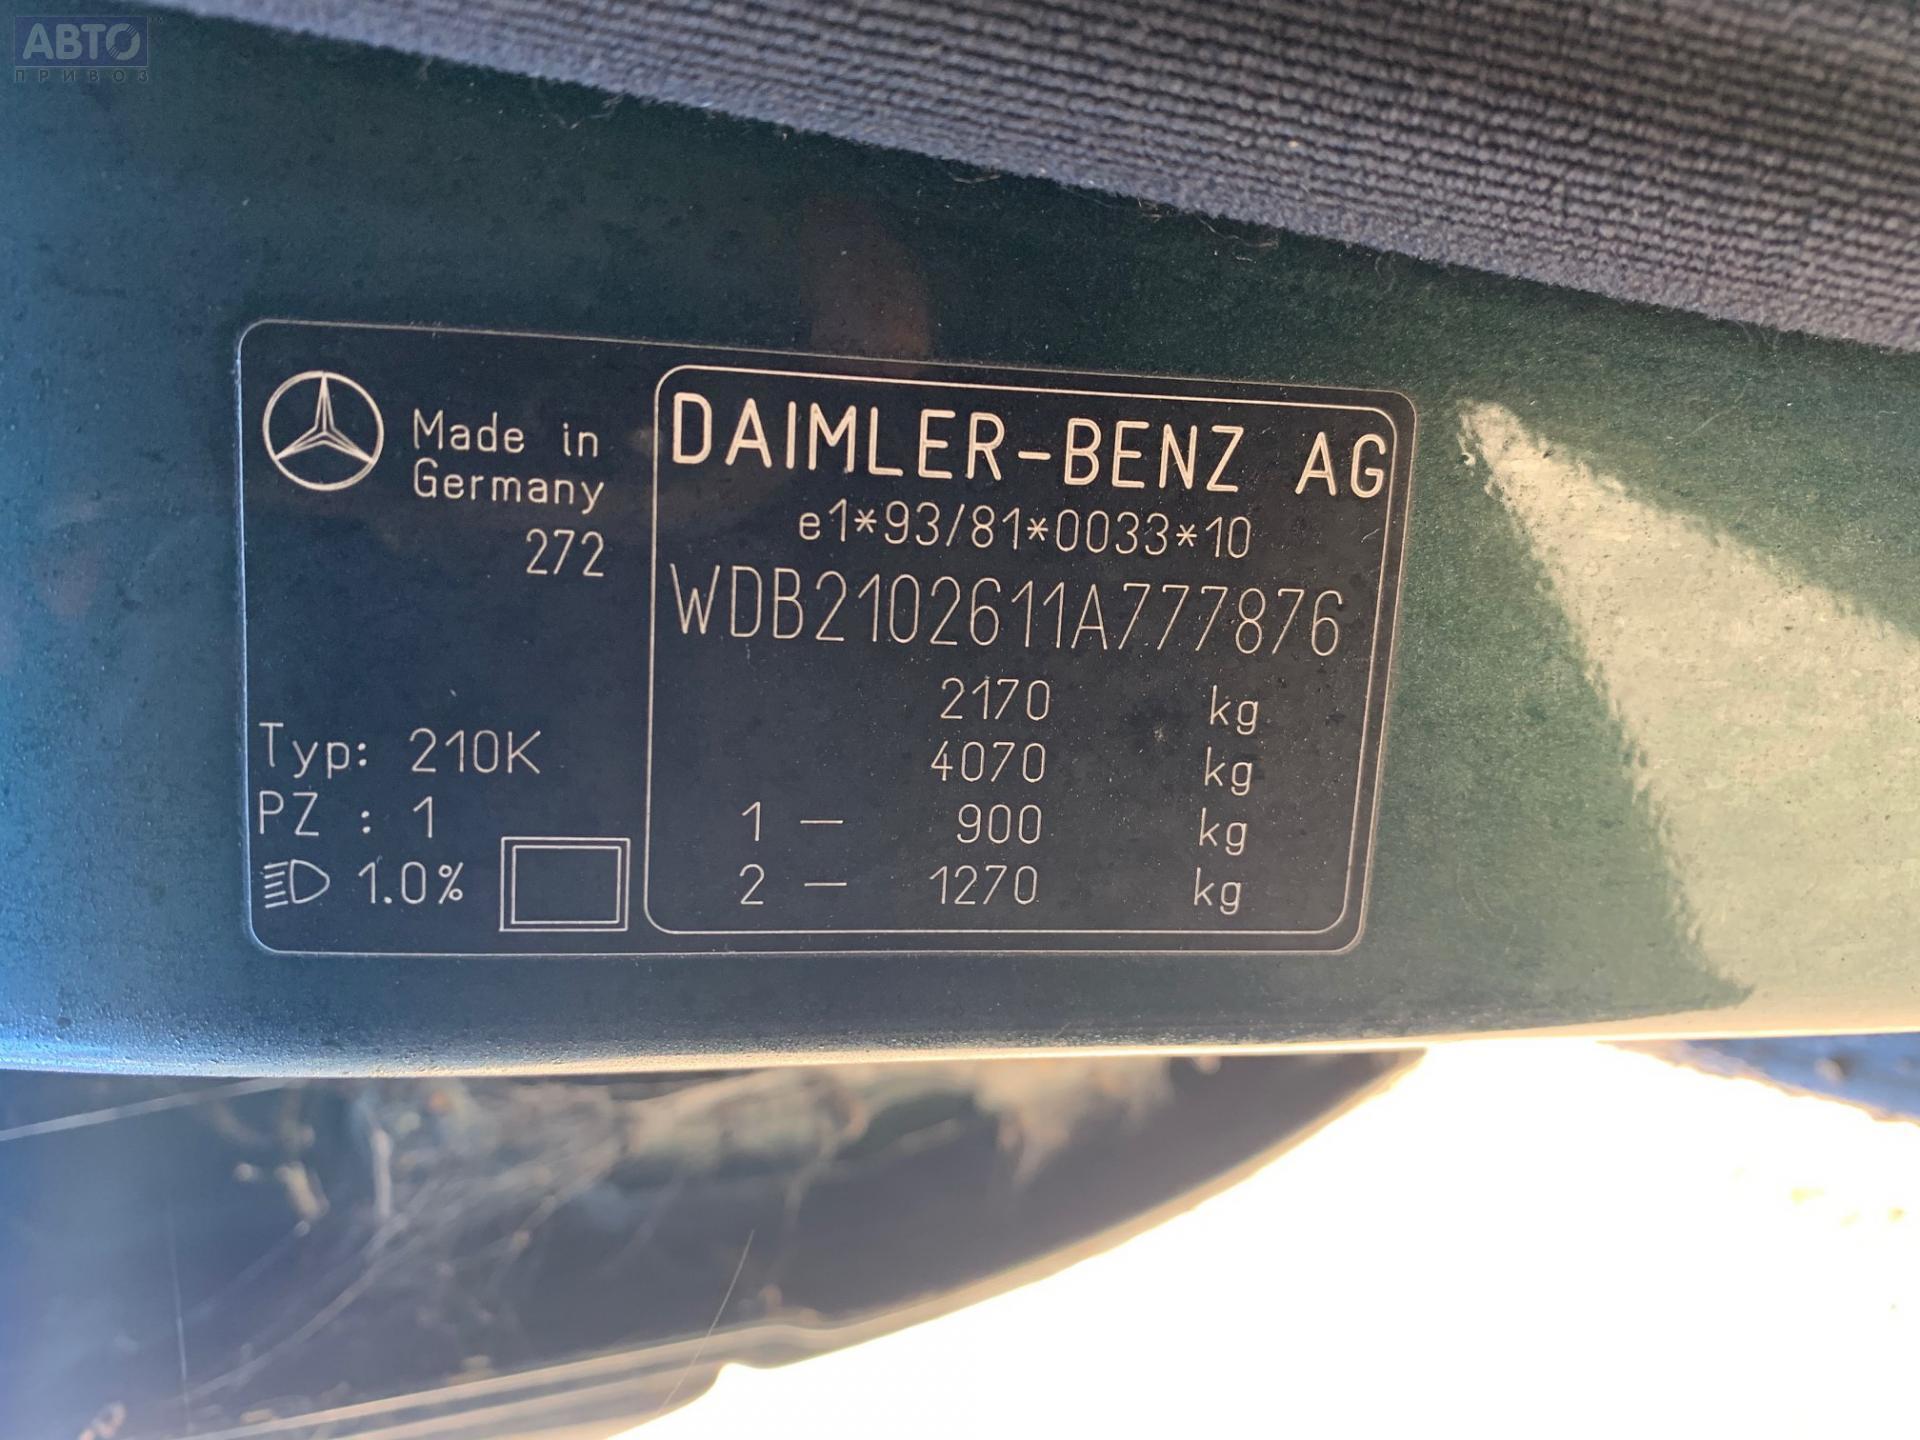 АВТО
ПРИВОЗ
Made in
Germany
272
Typ: 210K
PZ : 1
1.0%
DAIMLER-BENZ AG
e1*93/81*0033*10
WDB2102611A777876
2170 kg
4070 kg
1 — 900 kg
2 — 1270 kg